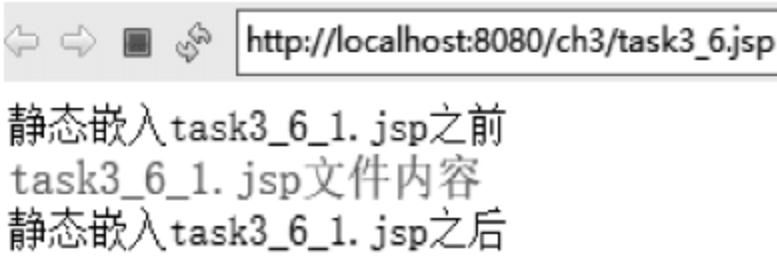 http://localhost:8080/ch3/task3_6.jsp
静态嵌入task3_6_1.jsp之前
task3_6_1.jsp文件内容
静态嵌入task3_6_1.jsp之后